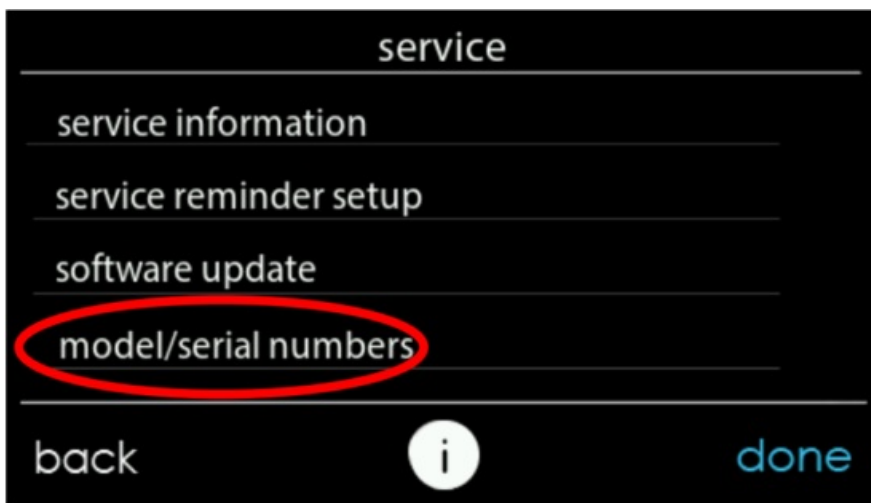 service
service information
service reminder setup
software update
model/serial numbers
back i done